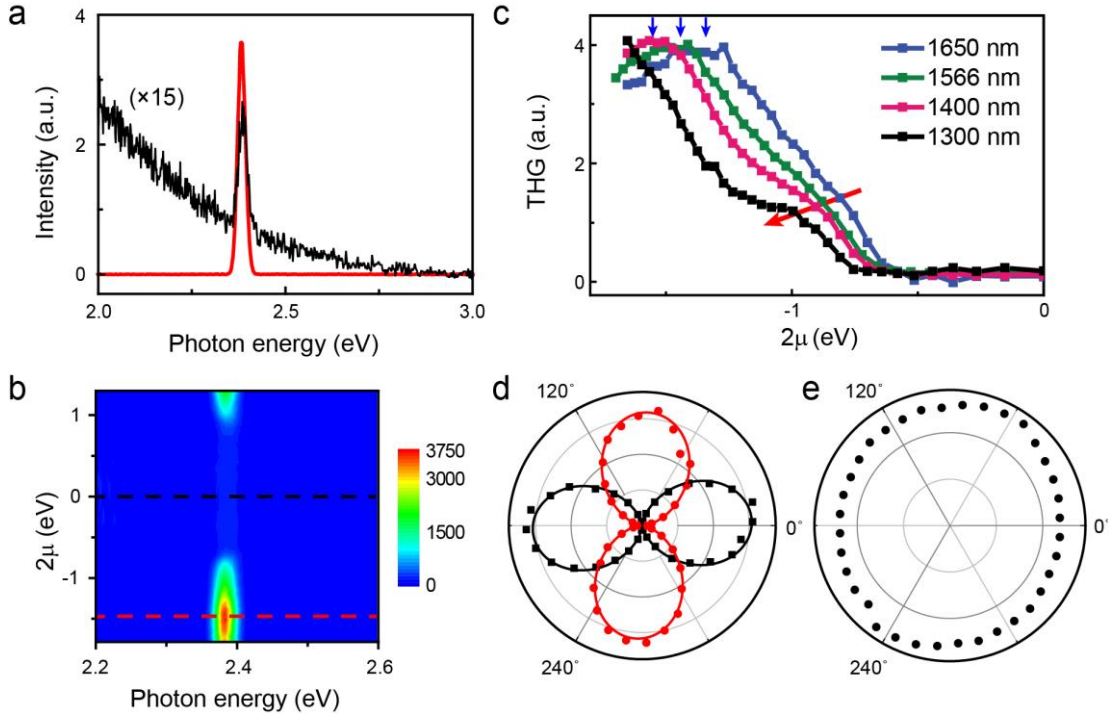 a
4
2
0
Intensity (a.u.)
(×15)
2.0 2.5 3.0
Photon energy (eV)
c
4
2
0
THG (a.u.)
1650 nm
1566 nm
1400 nm
1300 nm
-1 0
2μ (eV)
b
1
0
-1
2μ (eV)
3750
3000
1500
0
2.2 2.4 2.6
Photon energy (eV)
d
120°
0°
240°
e
120°
0°
240°